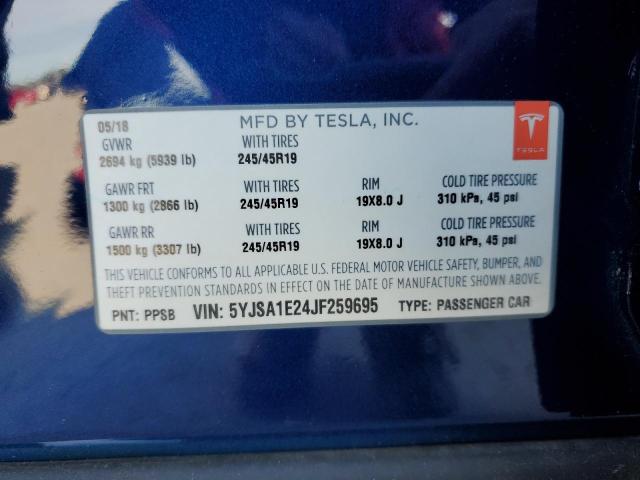 05/18 MFD BY TESLA, INC.
GVWR WITH TIRES
2694 kg (5939 lb) 245/45R19
TESLA
GAWR FRT WITH TIRES RIM COLD TIRE PRESSURE
1300 kg (2866 lb) 245/45R19 19X8.0 J 310 kPa, 45 psi
GAWR RR WITH TIRES RIM COLD TIRE PRESSURE
1500 kg (3307 lb) 245/45R19 19X8.0 J 310 kPa, 45 psi
THIS VEHICLE CONFORMS TO ALL APPLICABLE U.S. FEDERAL MOTOR VEHICLE SAFETY, BUMPER, AND
THEFT PREVENTION STANDARDS IN EFFECT ON THE DATE OF MANUFACTURE SHOWN ABOVE.
PNT: PPSB VIN: 5YJSA1E24JF259695 TYPE: PASSENGER CAR